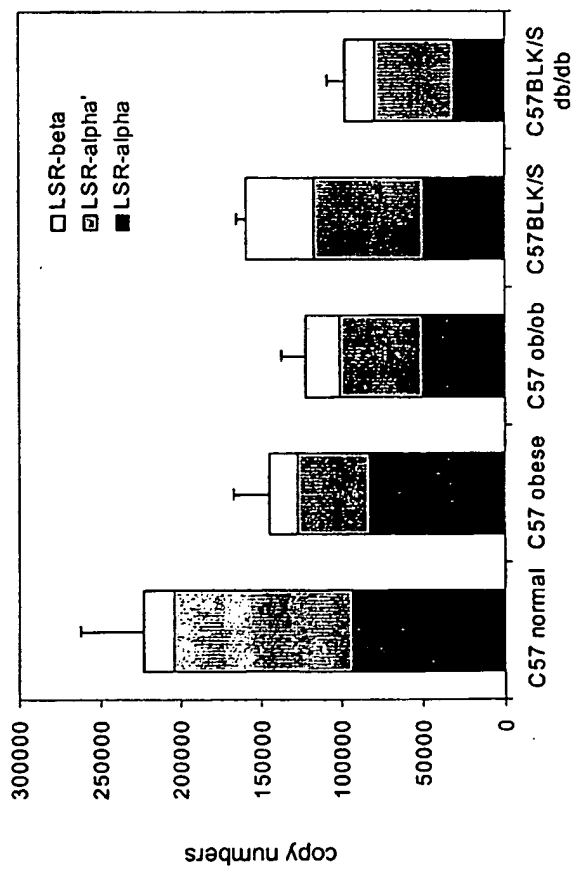 copy numbers
300000
250000
200000
150000
100000
50000
0
LSR-beta
LSR-alpha'
LSR-alpha
C57 normal
C57 obese
C57 ob/ob
C57BLK/S
C57BLK/S
db/db